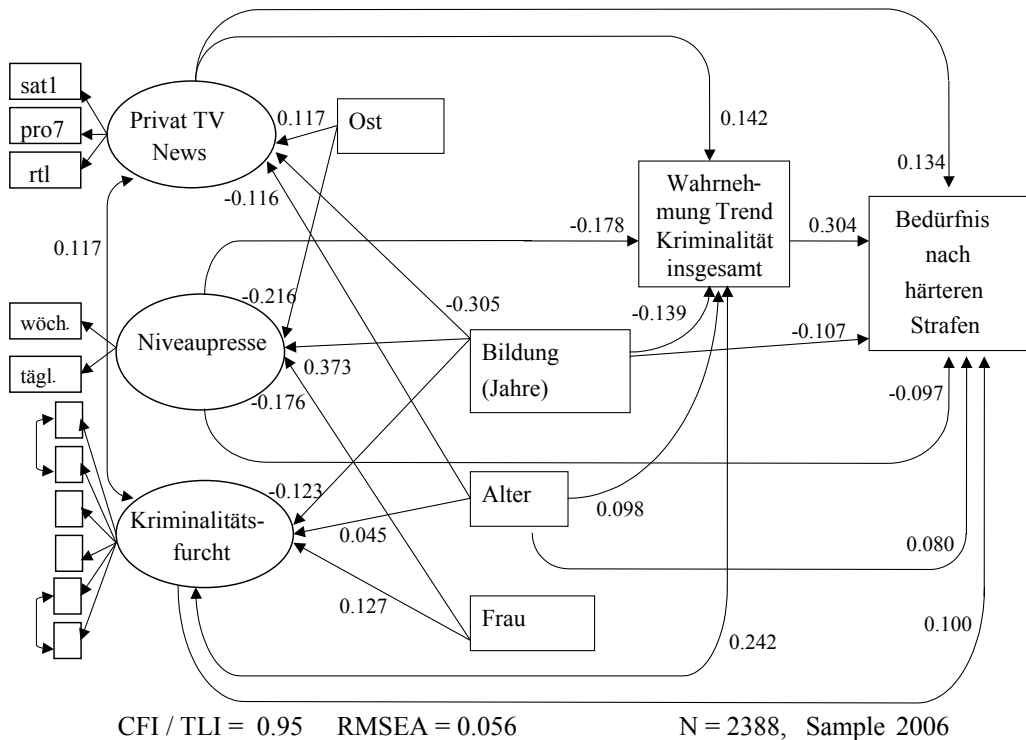 sat1
pro7
rtl
Privat TV
News
0.117
Ost
-0.116
0.142
0.134
Wahrneh-
mung Trend
Kriminalität
insgesamt
-0.178
0.304
Bedürfnis
nach
härteren
Strafen
0.117
-0.216
-0.305
-0.139
-0.107
wöch.
tägl.
Niveaupresse
0.373
-0.176
Bildung
(Jahre)
-0.097
-0.123
Kriminalitäts-
furcht
0.045
Alter
0.098
0.080
0.127
Frau
0.242
0.100
CFI / TLI = 0.95 RMSEA = 0.056 N = 2388, Sample 2006